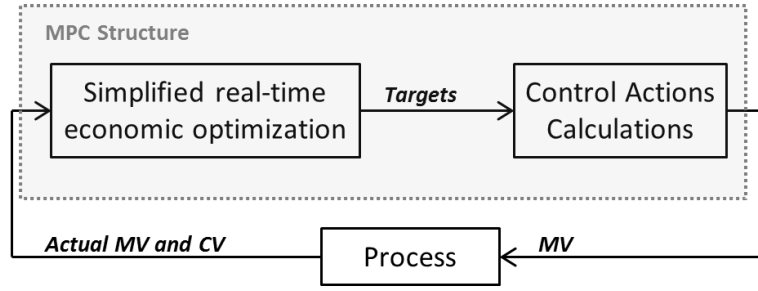 MPC Structure
Simplified real-time
economic optimization
Targets
Control Actions
Calculations
Actual MV and CV
Process
MV